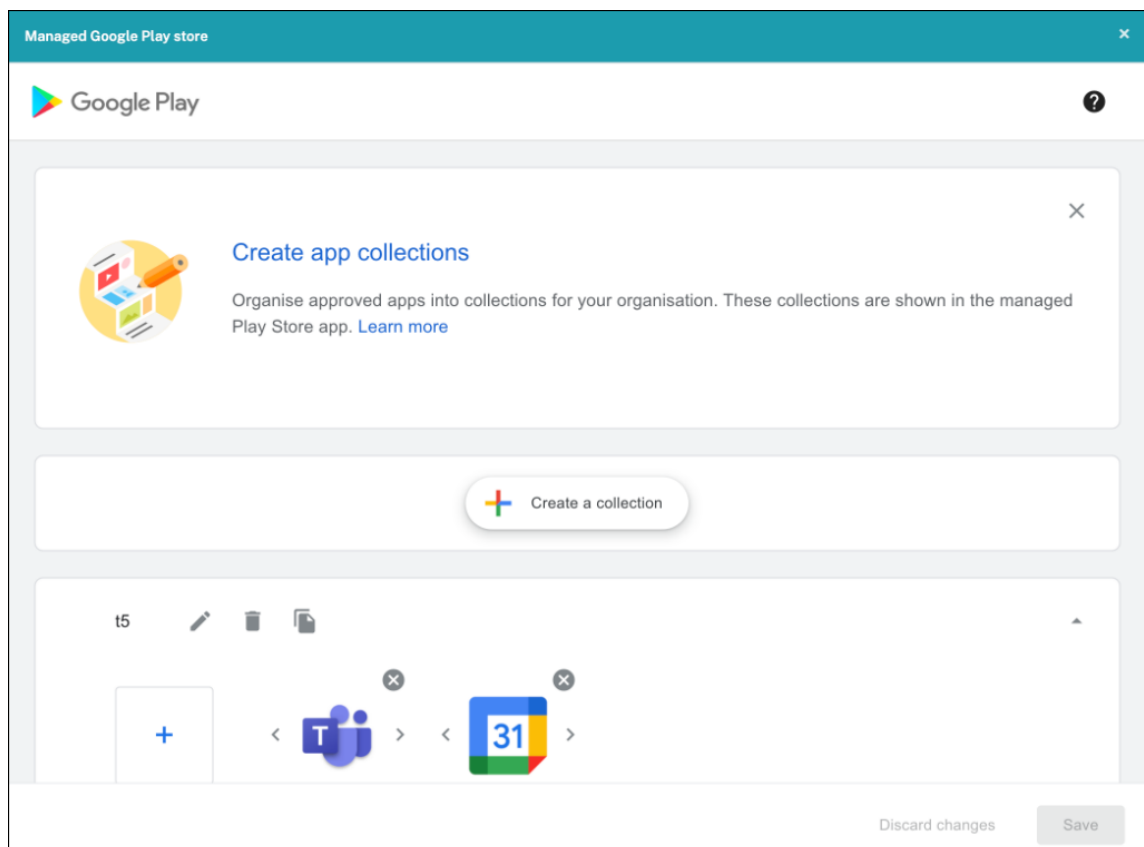 Managed Google Play store
Google Play
Create app collections
Organise approved apps into collections for your organisation. These collections are shown in the managed
Play Store app. Learn more
Create a collection
t5
T
31
Discard changes
Save